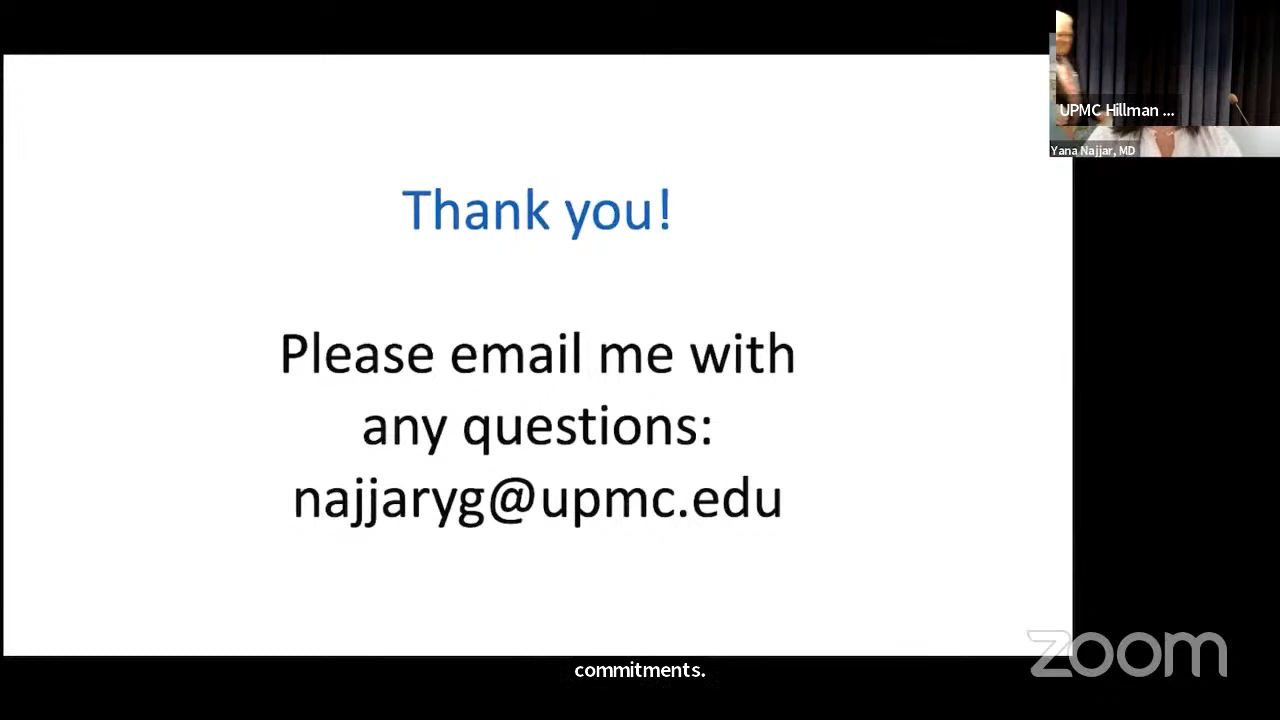 UPMC Hillman ...
Yana Najjar, MD
Thank you!
Please email me with
any questions:
najjaryg@upmc.edu
zoom
commitments.